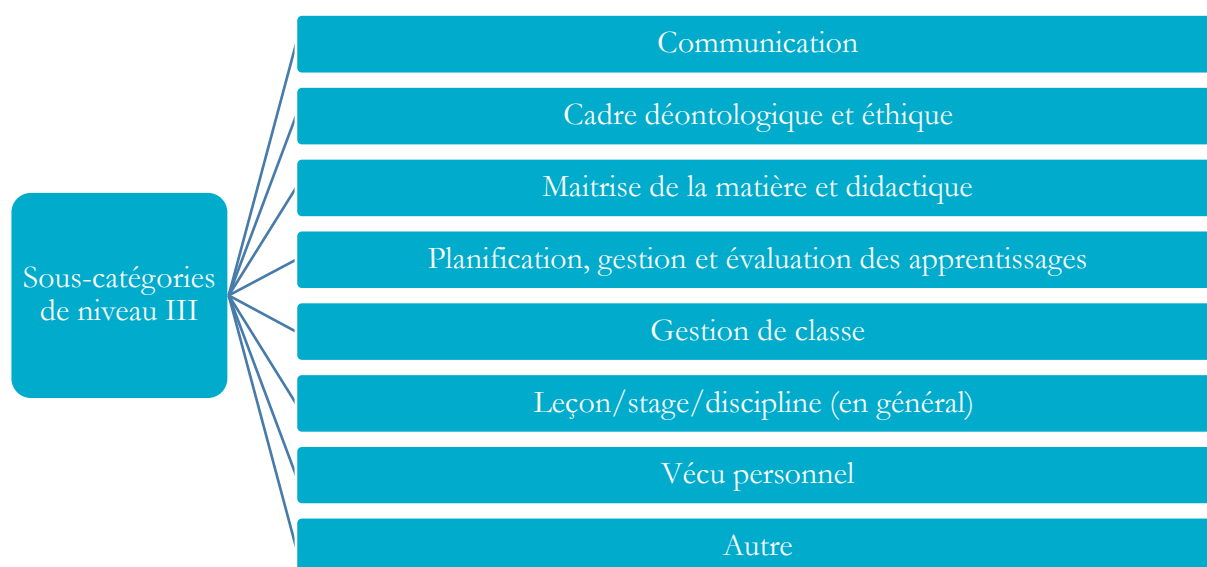 Sous-catégories
de niveau III
Communication
Cadre déontologique et éthique
Maitrise de la matière et didactique
Planification, gestion et évaluation des apprentissages
Gestion de classe
Leçon/stage/discipline (en général)
Vécu personnel
Autre